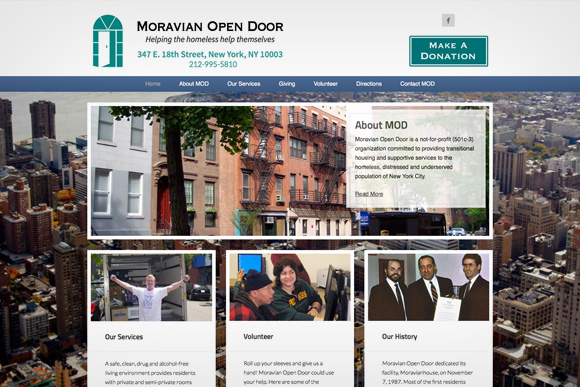 MORAVIAN OPEN DOOR
Helping the homeless help themselves
347 E. 18th Street, New York, NY 10003
212-995-5810
f
MAKE A
DONATION
Home About MOD Our Services Giving Volunteer Directions Contact MOD
About MOD
Moravian Open Door is a not-for-profit (501c-3)
organization committed to providing transitional
housing and supportive services to the
homeless, distressed and underserved
population of New York City.
Read More
Our Services
A safe, clean, drug and alcohol-free
living environment provides residents
with private and semi-private rooms
Volunteer
Roll up your sleeves and give us a
hand! Moravian Open Door could
use your help. Here are some of the
Our History
Moravian Open Door dedicated its
facility, Moravianhouse, on November
7, 1987. Most of the first residents